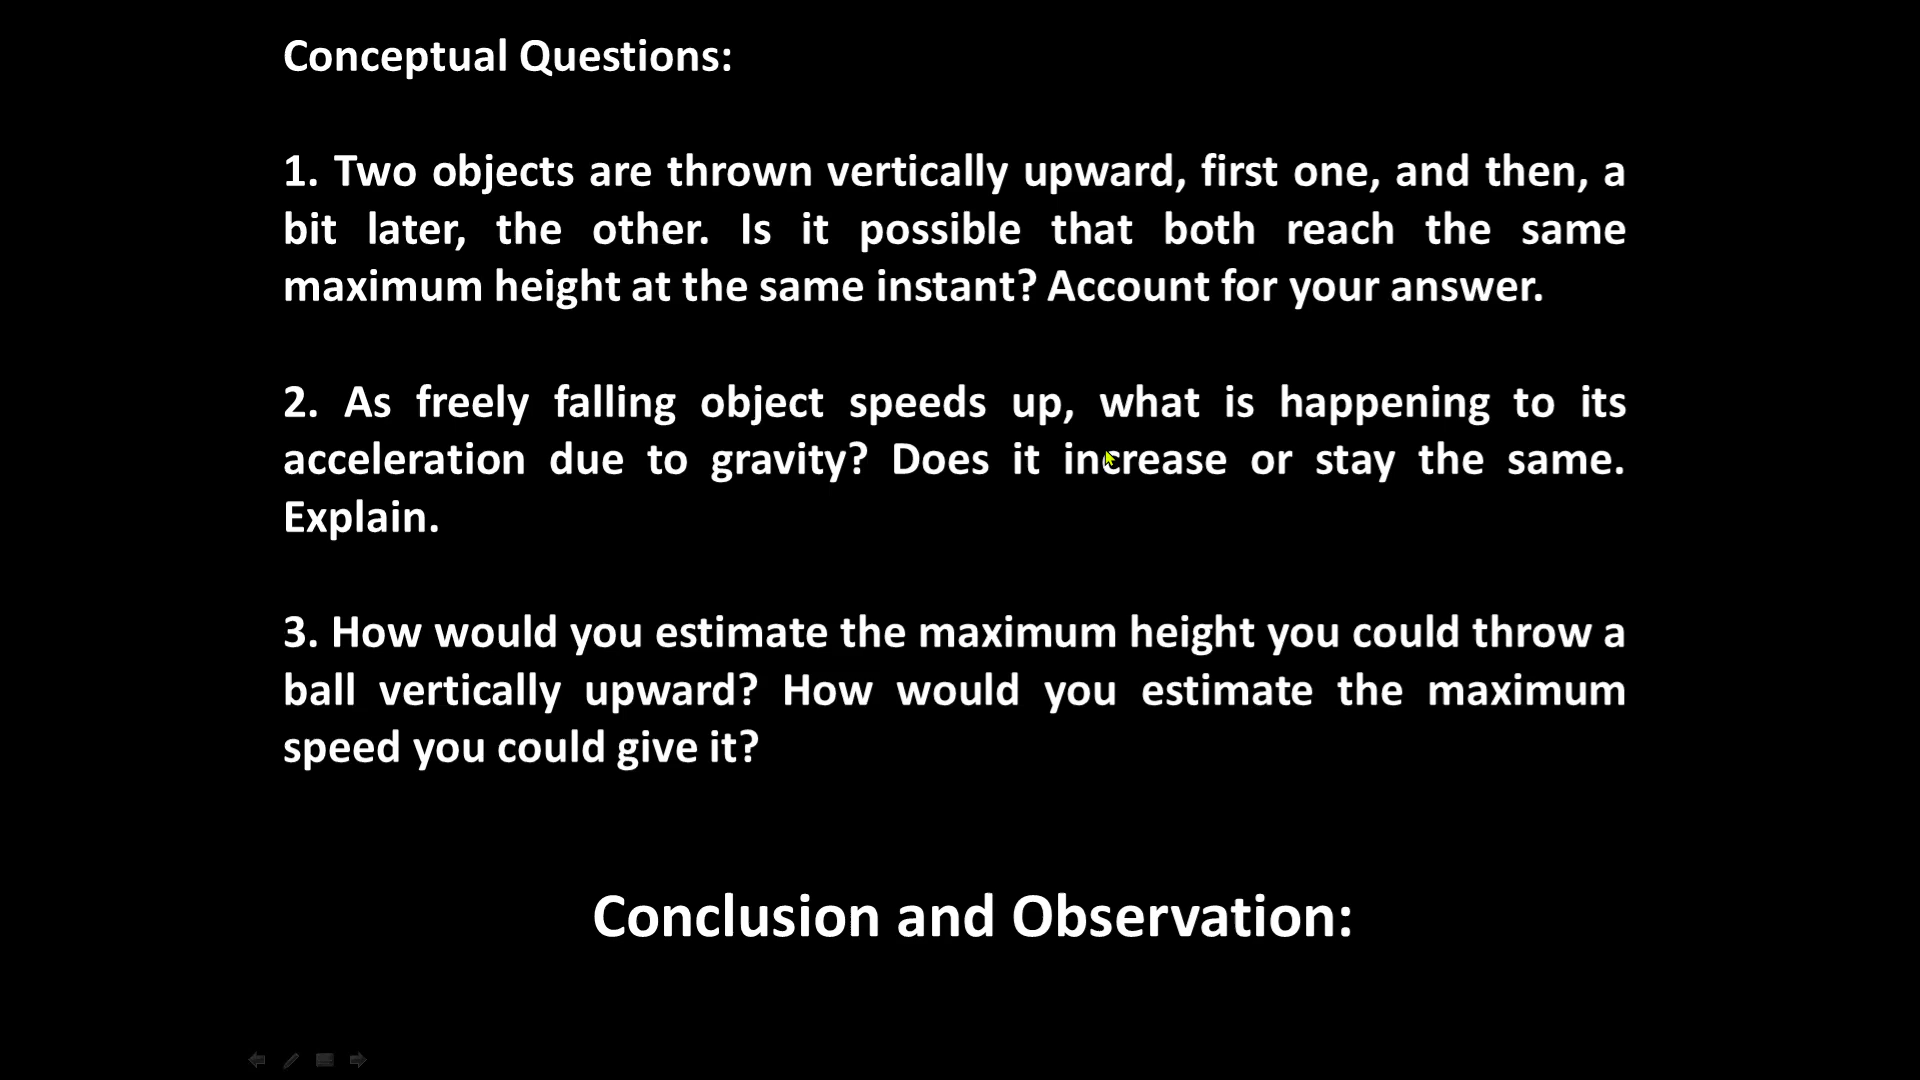 Conceptual Questions:
1. Two objects are thrown vertically upward, first one, and then, a
bit later, the other. Is it possible that both reach the same
maximum height at the same instant? Account for your answer.
2. As freely falling object speeds up, what is happening to its
acceleration due to gravity? Does it increase or stay the same.
Explain.
3. How would you estimate the maximum height you could throw a
ball vertically upward? How would you estimate the maximum
speed you could give it?
Conclusion and Observation: